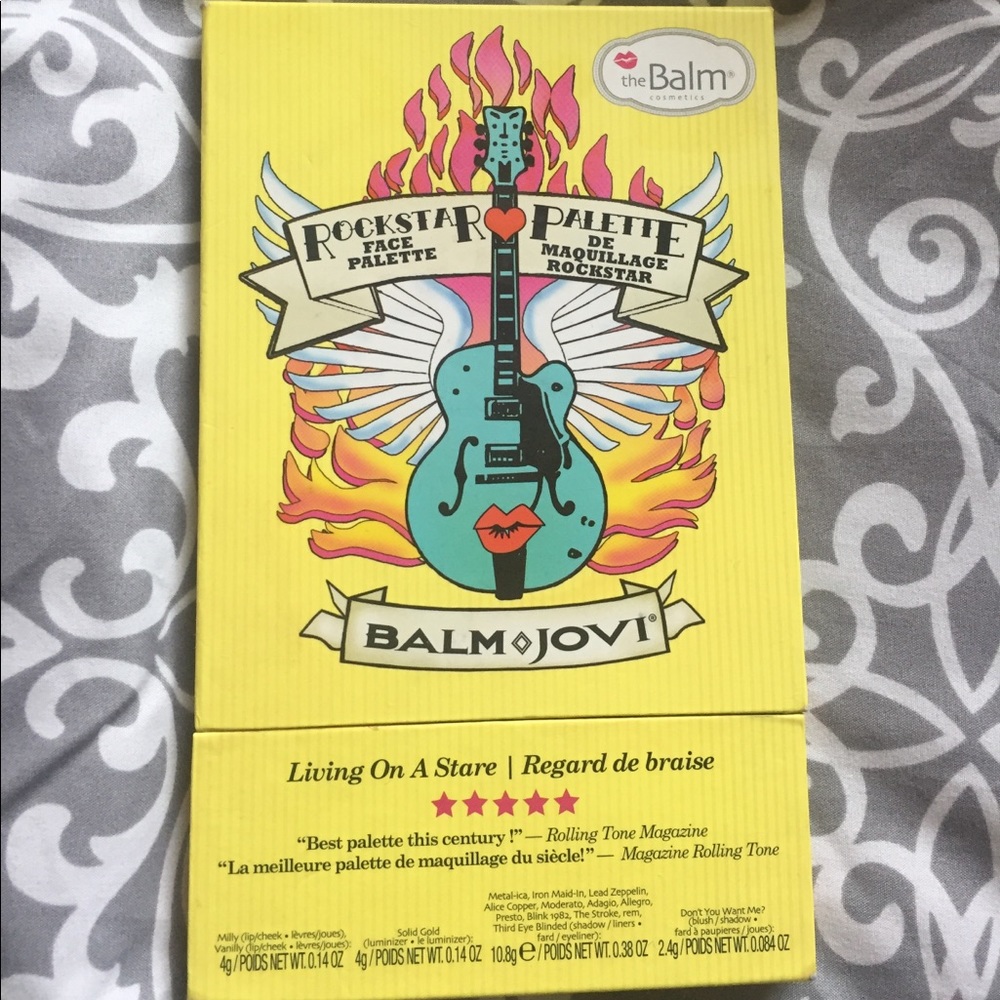 the Balm®
cosmetics
ROCKSTAR PALETTE
FACE DE
PALETTE MAQUILLAGE
ROCKSTAR
BALM JOVI®
Living On A Stare | Regard de braise
“Best palette this century !” — Rolling Tone Magazine
“La meilleure palette de maquillage du siècle!” — Magazine Rolling Tone
Milly (lip/cheek • lèvres/joues),
Vanilly (lip/cheek • lèvres/joues):
4g/POIDS NET WT. 0.14 OZ
Solid Gold
(luminizer • le luminizer):
4g/POIDS NET WT. 0.14 OZ
Metal-ica, Iron Maid-in, Lead Zeppelin,
Alice Copper, Moderato, Adagio, Allegro,
Presto, Blink 1982, The Stroke, rem,
Third Eye Blinded (shadow / liners •
fard / eyeliner):
10.8g e / POIDS NET WT. 0.38 OZ
Don't You Want Me?
(blush / shadow •
fard à paupieres / joues):
2.4g/POIDS NET WT. 0.084 OZ